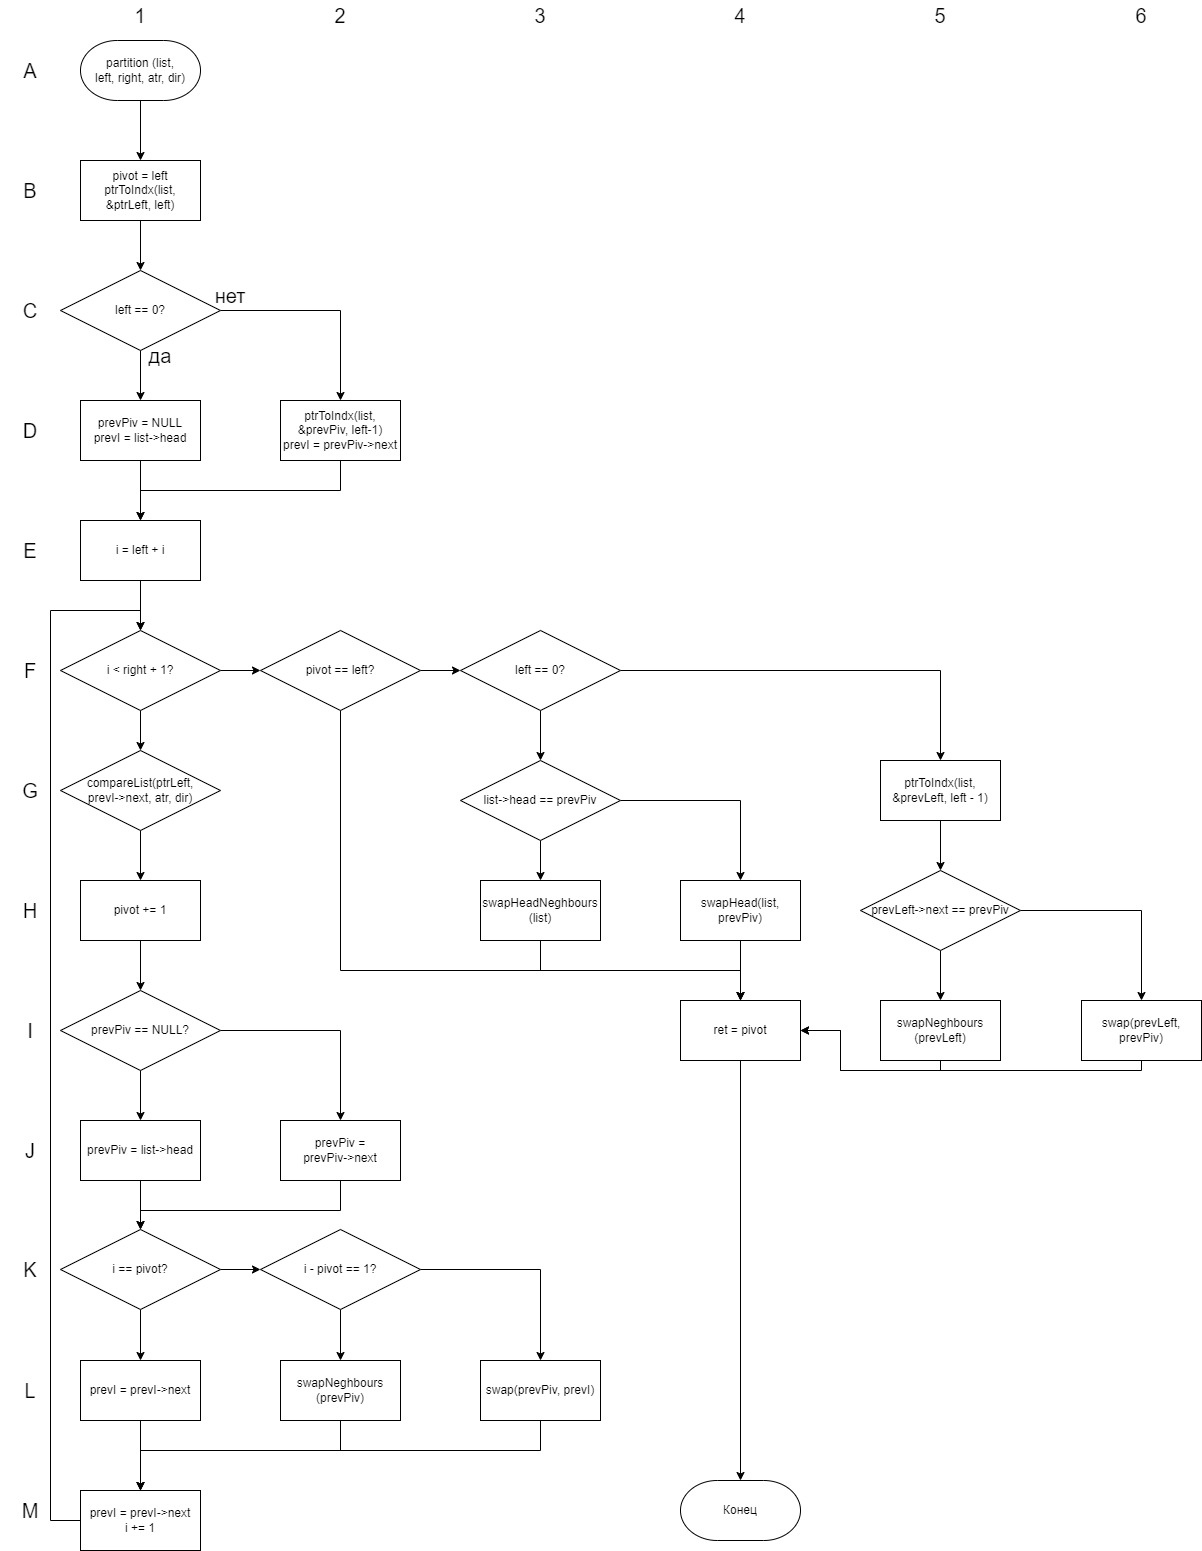 1 2 3 4 5 6
A
partition (list,
left, right, atr, dir)
B
pivot = left
ptrToIndx(list,
&ptrLeft, left)
C
left == 0?
нет
да
D
prevPiv = NULL
prevI = list->head
ptrToIndx(list,
&prevPiv, left-1)
prevI = prevPiv->next
E
i = left + i
F
i < right + 1?
pivot == left?
left == 0?
G
compareList(ptrLeft,
prevI->next, atr, dir)
list->head == prevPiv
ptrToIndx(list,
&prevLeft, left - 1)
H
pivot += 1
swapHeadNeghbours
(list)
swapHead(list,
prevPiv)
prevLeft->next == prevPiv
I
prevPiv == NULL?
ret = pivot
swapNeghbours
(prevLeft)
swap(prevLeft,
prevPiv)
J
prevPiv = list->head
prevPiv =
prevPiv->next
K
i == pivot?
i - pivot == 1?
L
prevI = prevI->next
swapNeghbours
(prevPiv)
swap(prevPiv, prevI)
M
prevI = prevI->next
i += 1
Конец